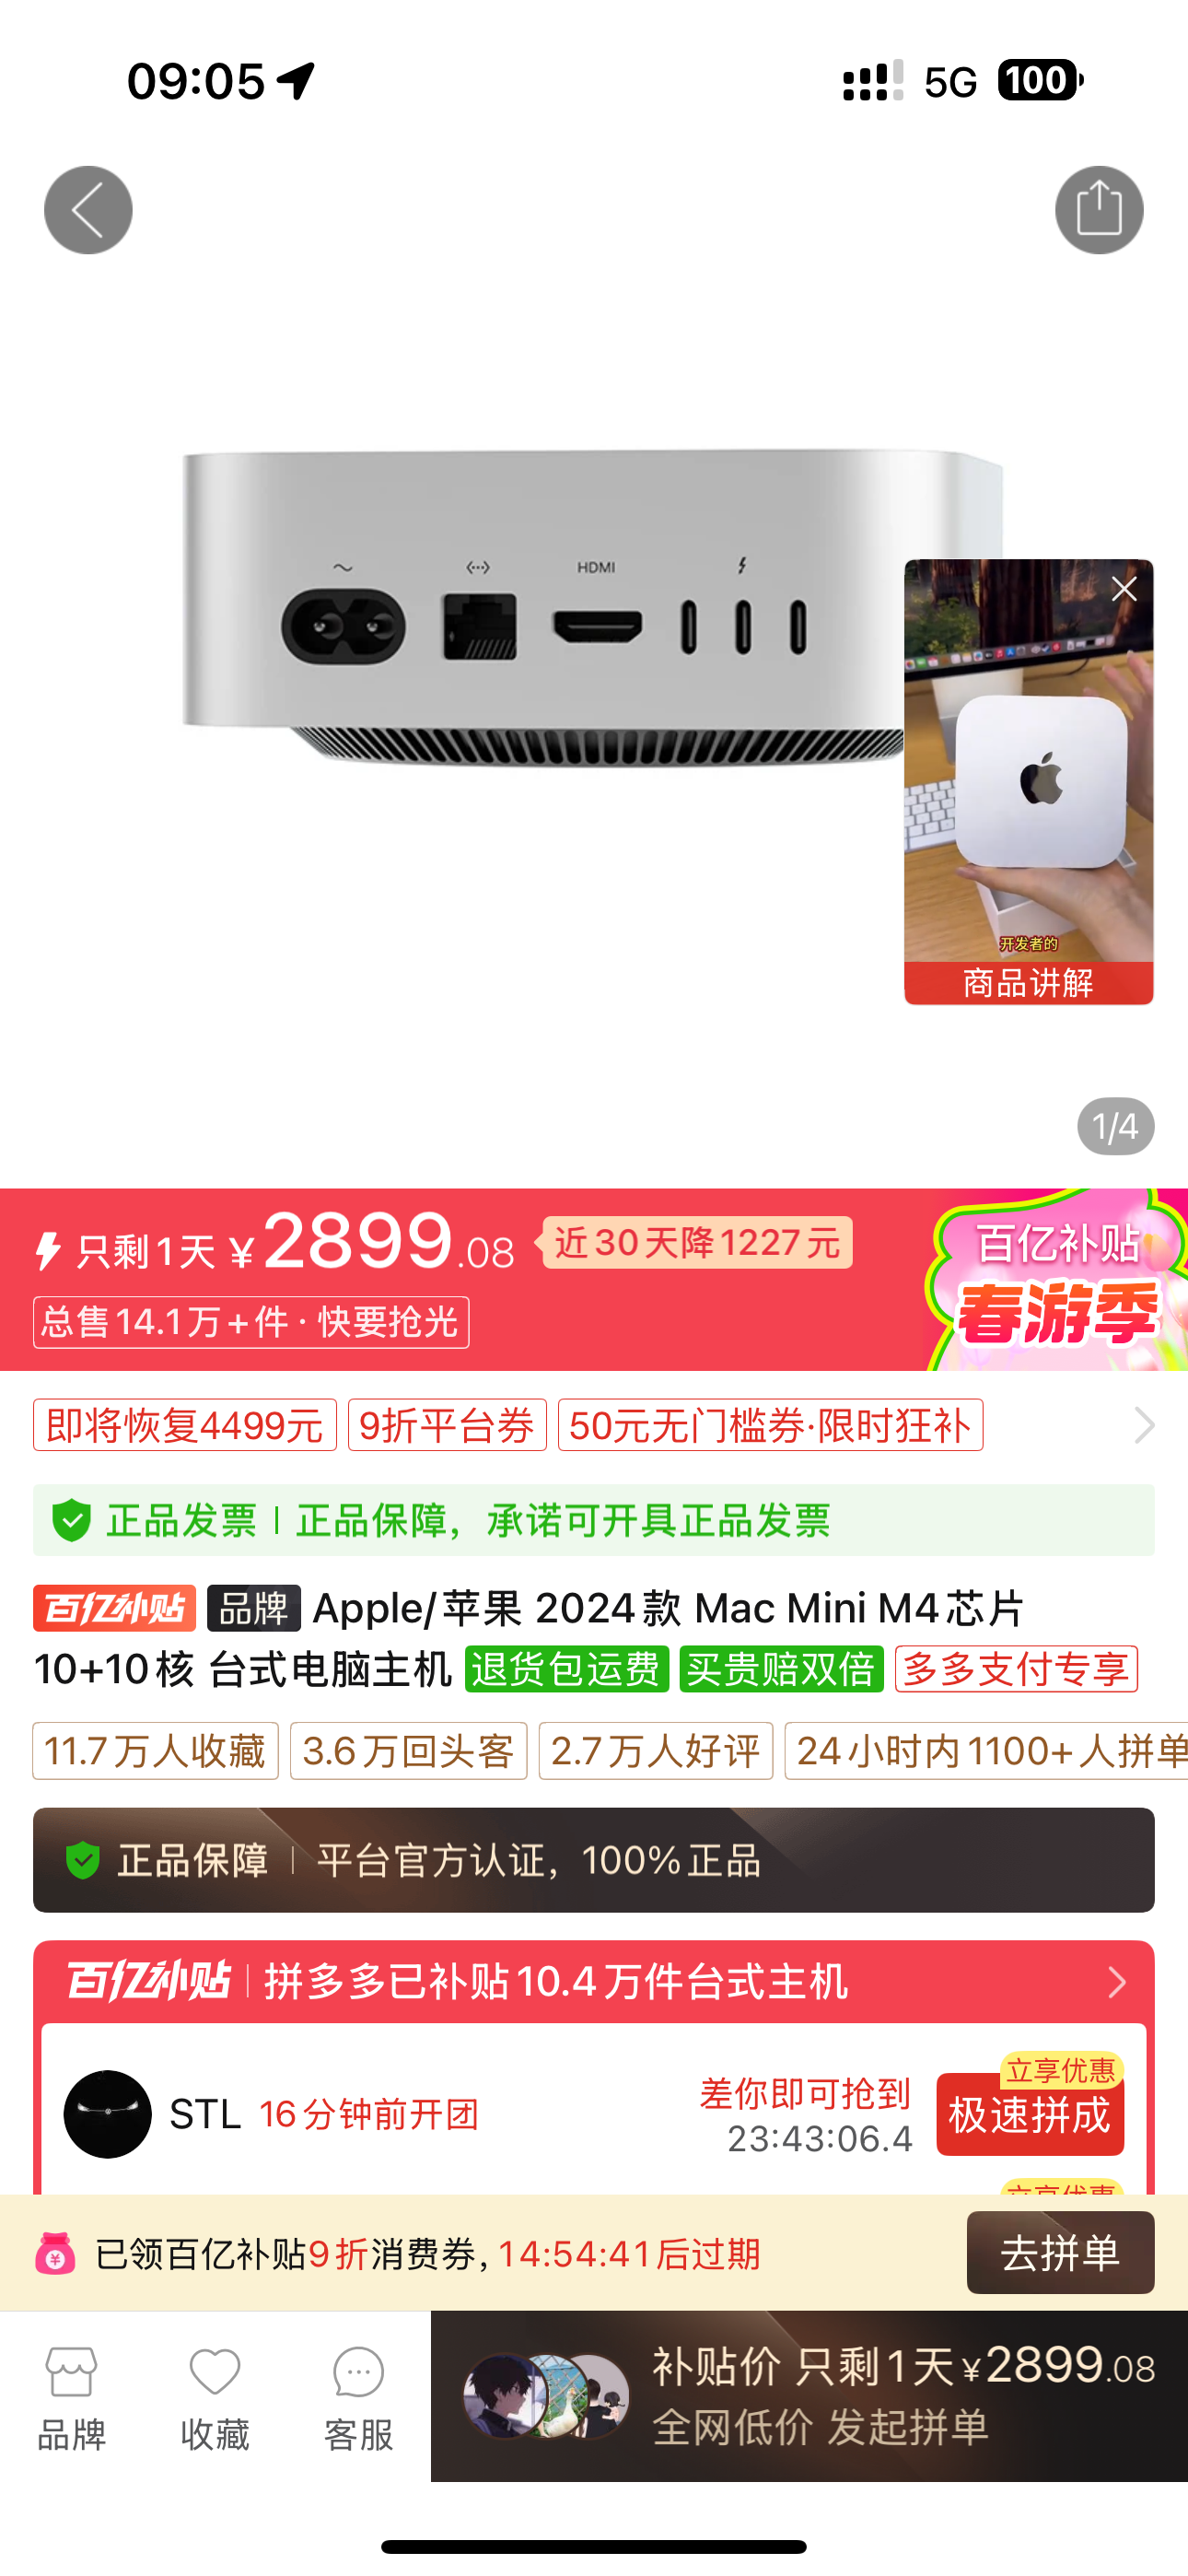 09:05
5G 100
HDMI
开发者的
商品讲解
1/4
只剩1天 ¥2899.08 近30天降1227元
总售14.1万+件·快要抢光
百亿补贴
春游季
即将恢复4499元 9折平台券 50元无门槛券·限时狂补
正品发票 | 正品保障，承诺可开具正品发票
百亿补贴 品牌 Apple/苹果 2024款 Mac Mini M4芯片
10+10核 台式电脑主机 退货包运费 买贵赔双倍 多多支付专享
11.7万人收藏 3.6万回头客 2.7万人好评 24小时内1100+人拼单
正品保障 | 平台官方认证，100%正品
百亿补贴 | 拼多多已补贴10.4万件台式主机
立享优惠
STL 16分钟前开团 差你即可抢到 极速拼成
23:43:06.4
立享优惠
已领百亿补贴9折消费券，14:54:41后过期 去拼单
补贴价 只剩1天 ¥2899.08
全网低价 发起拼单
品牌 收藏 客服